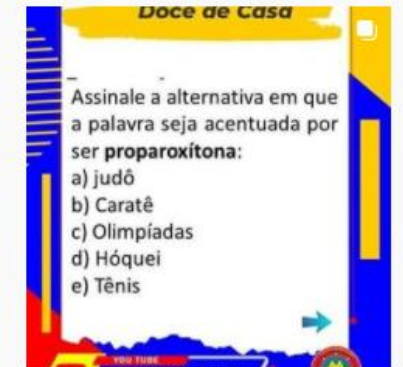 Doce de Casa
Assinale a alternativa em que
a palavra seja acentuada por
ser proparoxítona:
a) judô
b) Caratê
c) Olimpíadas
d) Hóquei
e) Tênis
YOU TUBE